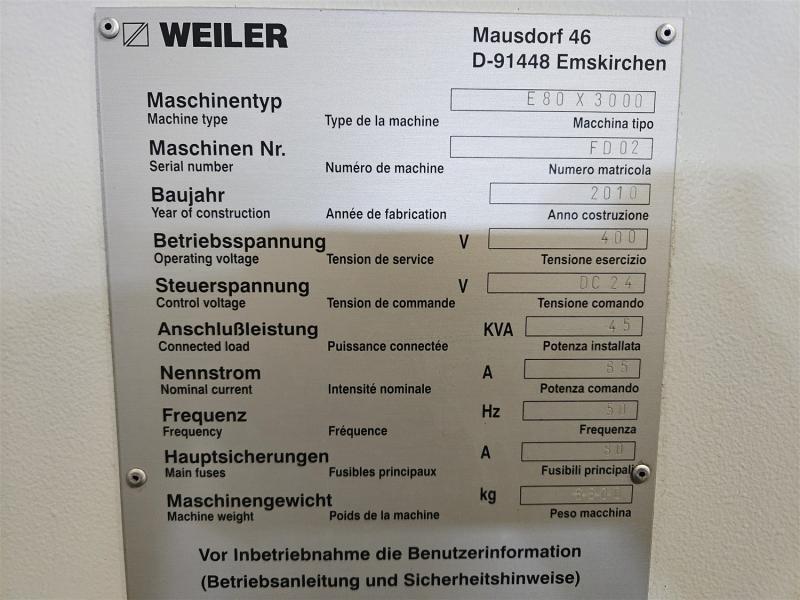 WEILER
Mausdorf 46
D-91448 Emskirchen
Maschinentyp E80 X 3000
Machine type Type de la machine Macchina tipo
Maschinen Nr. FD02
Serial number Numéro de machine Numero matricola
Baujahr 2010
Year of construction Année de fabrication Anno costruzione
Betriebsspannung V 400
Operating voltage Tension de service Tensione esercizio
Steuerspannung V DC 24
Control voltage Tension de commande Tensione comando
Anschlußleistung KVA 45
Connected load Puissance connectée Potenza installata
Nennstrom A
Nominal current Intensité nominale Potenza comando
Frequenz Hz 50
Frequency Fréquence Frequenza
Hauptsicherungen A
Main fuses Fusibles principaux Fusibili principali
Maschinengewicht kg
Machine weight Poids de la machine Peso macchina
Vor Inbetriebnahme die Benutzerinformation
(Betriebsanleitung und Sicherheitshinweise)